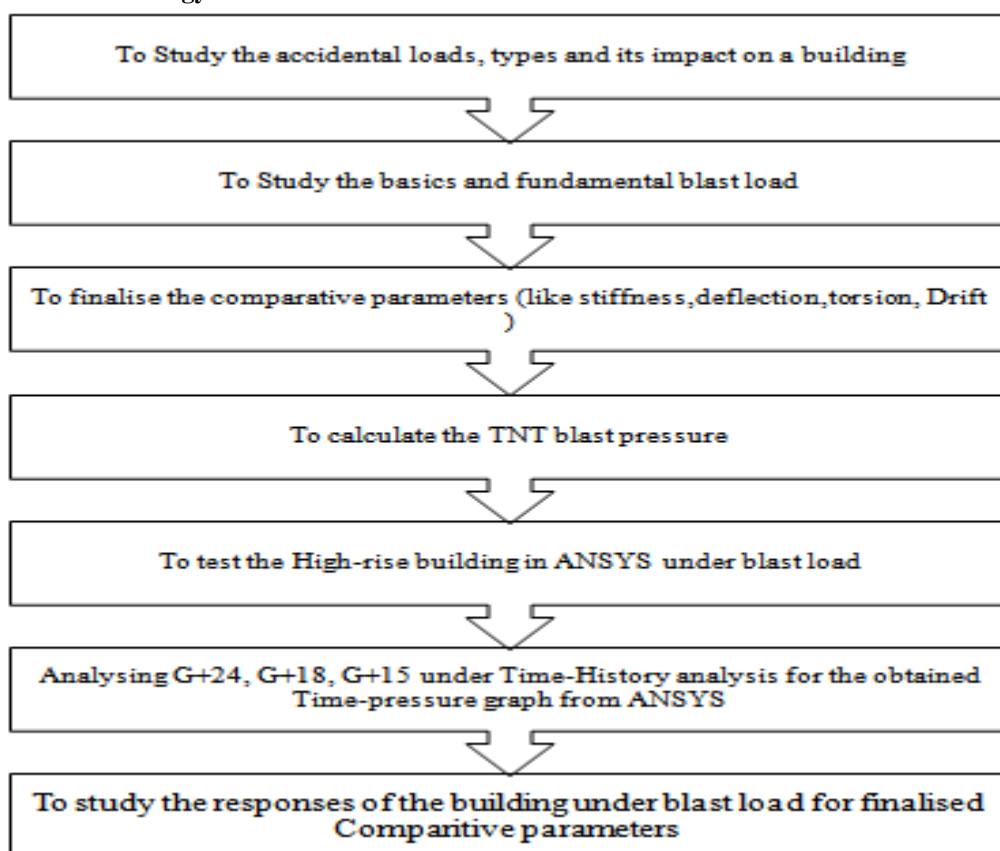 To Study the accidental loads, types and its impact on a building
To Study the basics and fundamental blast load
To finalise the comparative parameters (like stiffness,deflection,torsion, Drift
)
To calculate the TNT blast pressure
To test the High-rise building in ANSYS under blast load
Analysing G+24, G+18, G+15 under Time-History analysis for the obtained
Time-pressure graph from ANSYS
To study the responses of the building under blast load for finalised
Comparitive parameters